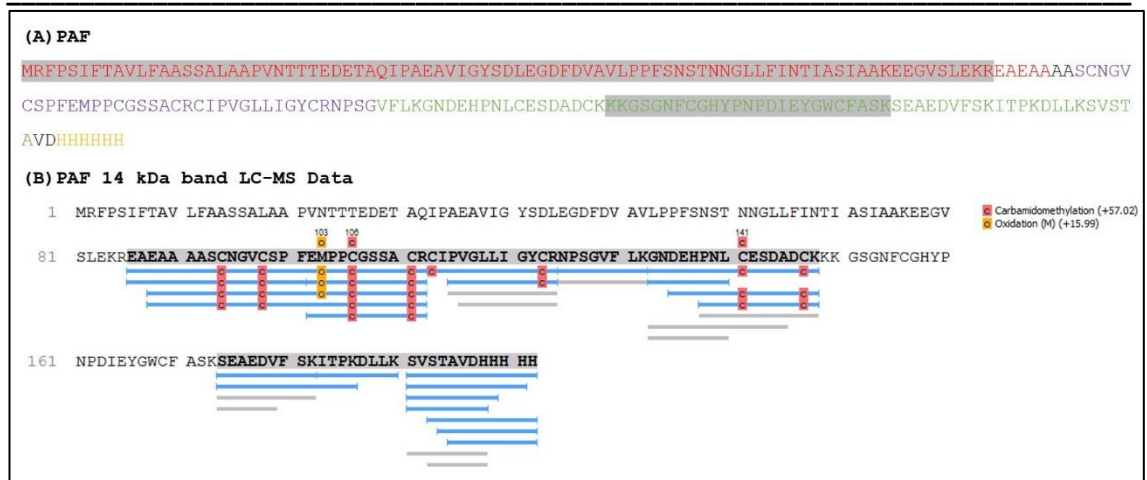 (A) PAF
MRFPSIFTAVLFAASSALAAPVNTTTEDETAQIPAEAVIGYSDLEGDFDVAVLPPFSNSTNNGLLFINTIASIAAKEEGVSLEKREAEAAAASCNGV
CSPFEMPPCGSSACRCIPVGLLIGYCRNPSGVFLKGNDEHPNLCESDADCKKKGSGNFCGHYPNPDIEYGWCFASKSEAEDVFSKITPKDLLKSVST
AVDHHHHHH
(B) PAF 14 kDa band LC-MS Data
1 MRFPSIFTAV LFAASSALAA PVNTTTEDET AQIPAEAVIG YSDLEGDFDV AVLPPFSNST NNGLLFINTI ASIAAKEEGV
c Carbamidomethylation (+57.02)
o Oxidation (M) (+15.99)
103 106 141
o c c
81 SLEKREAEAA AASCNGVCSP FEMPPCGSSA CRCIPVGLLI GYCRNPSGVF LKGNDEHPNL CESDADCKKK GSGNFCGHYP
c c o c c c c c
c c o c c c
c c o c c c c
c c c c c c
c c
161 NPDIEYGWCF ASKSEAEDVF SKITPKDLLK SVSTAVDHHH HH